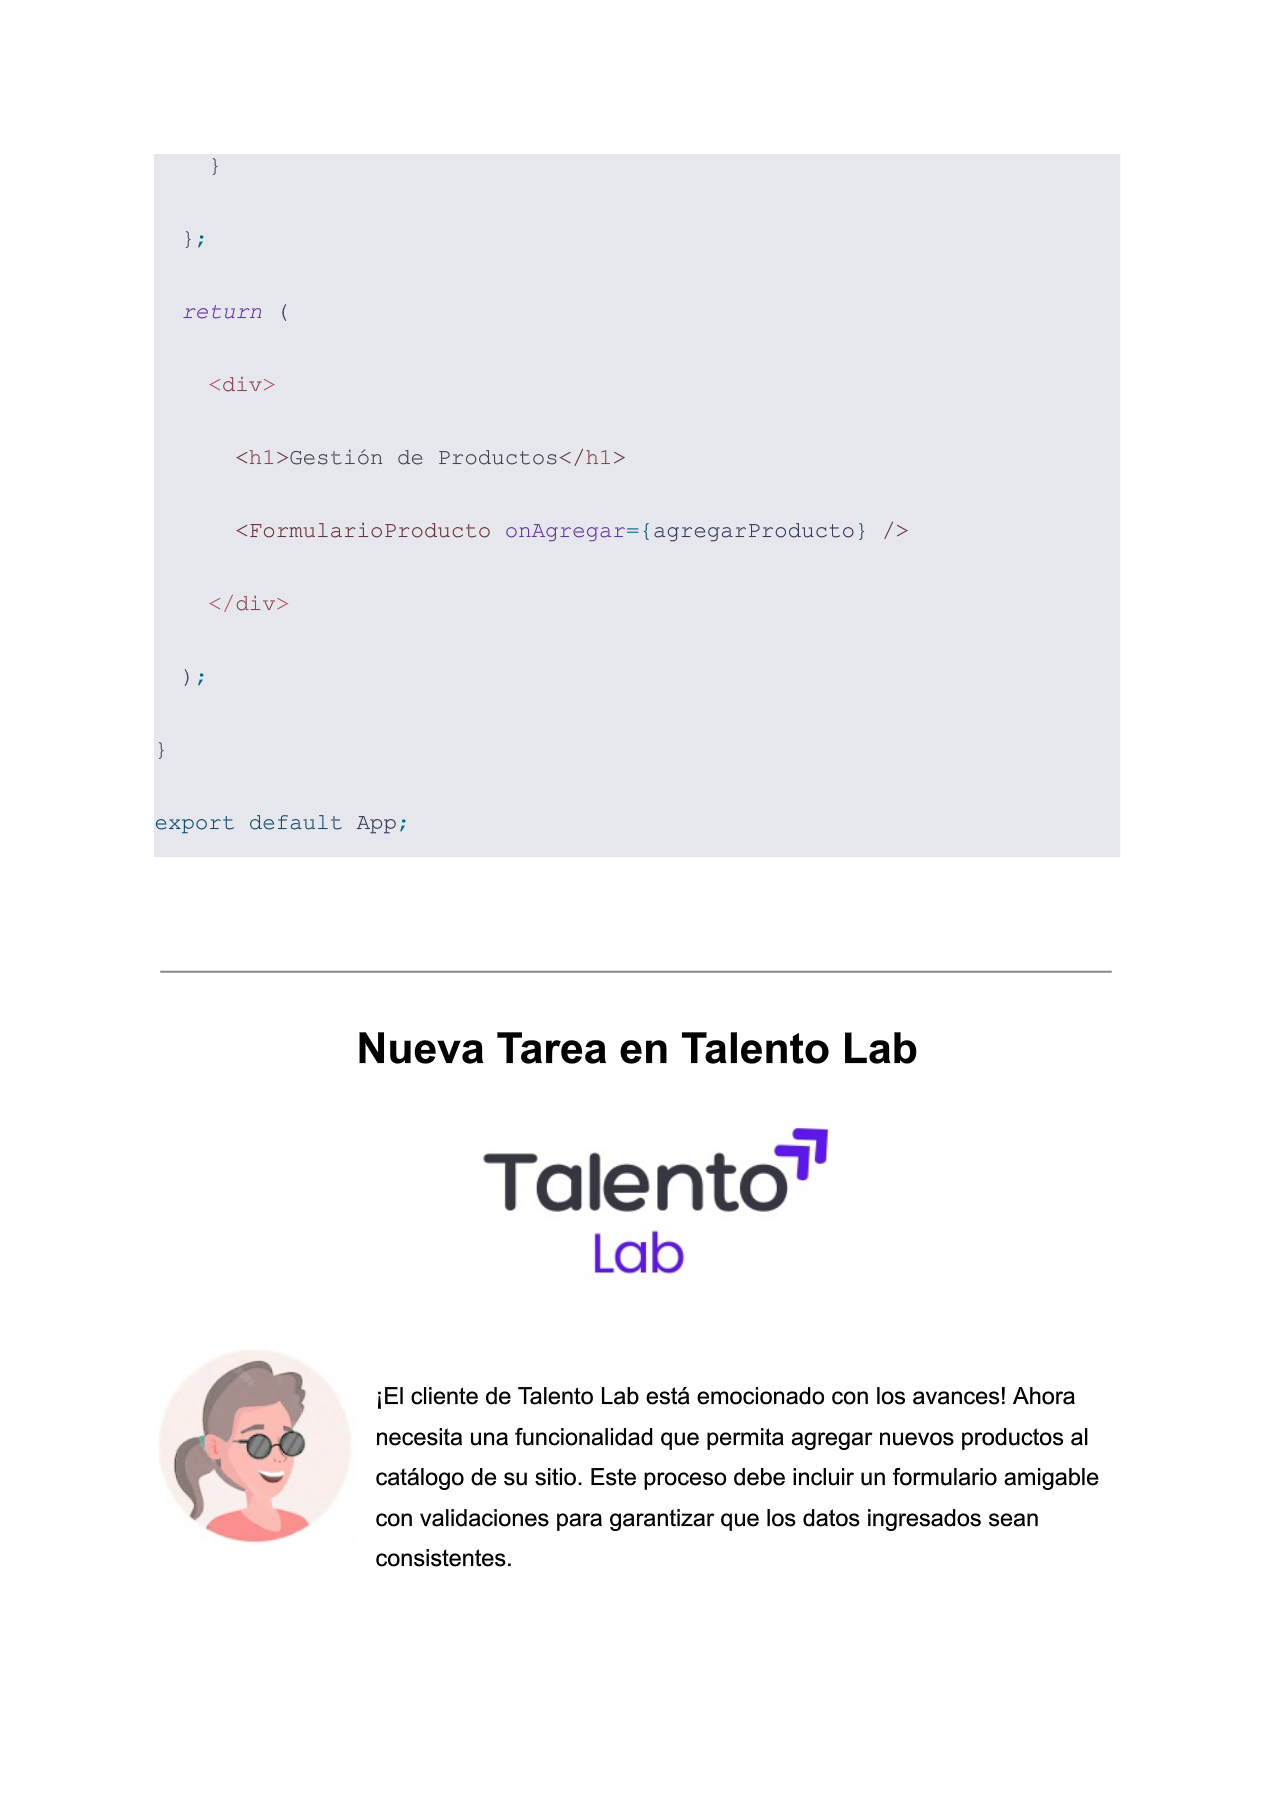 }
};
return (
<div>
<h1>Gestión de Productos</h1>
<FormularioProducto onAgregar={agregarProducto} />
</div>
);
}
export default App;
Nueva Tarea en Talento Lab
Talento
Lab
¡El cliente de Talento Lab está emocionado con los avances! Ahora
necesita una funcionalidad que permita agregar nuevos productos al
catálogo de su sitio. Este proceso debe incluir un formulario amigable
con validaciones para garantizar que los datos ingresados sean
consistentes.